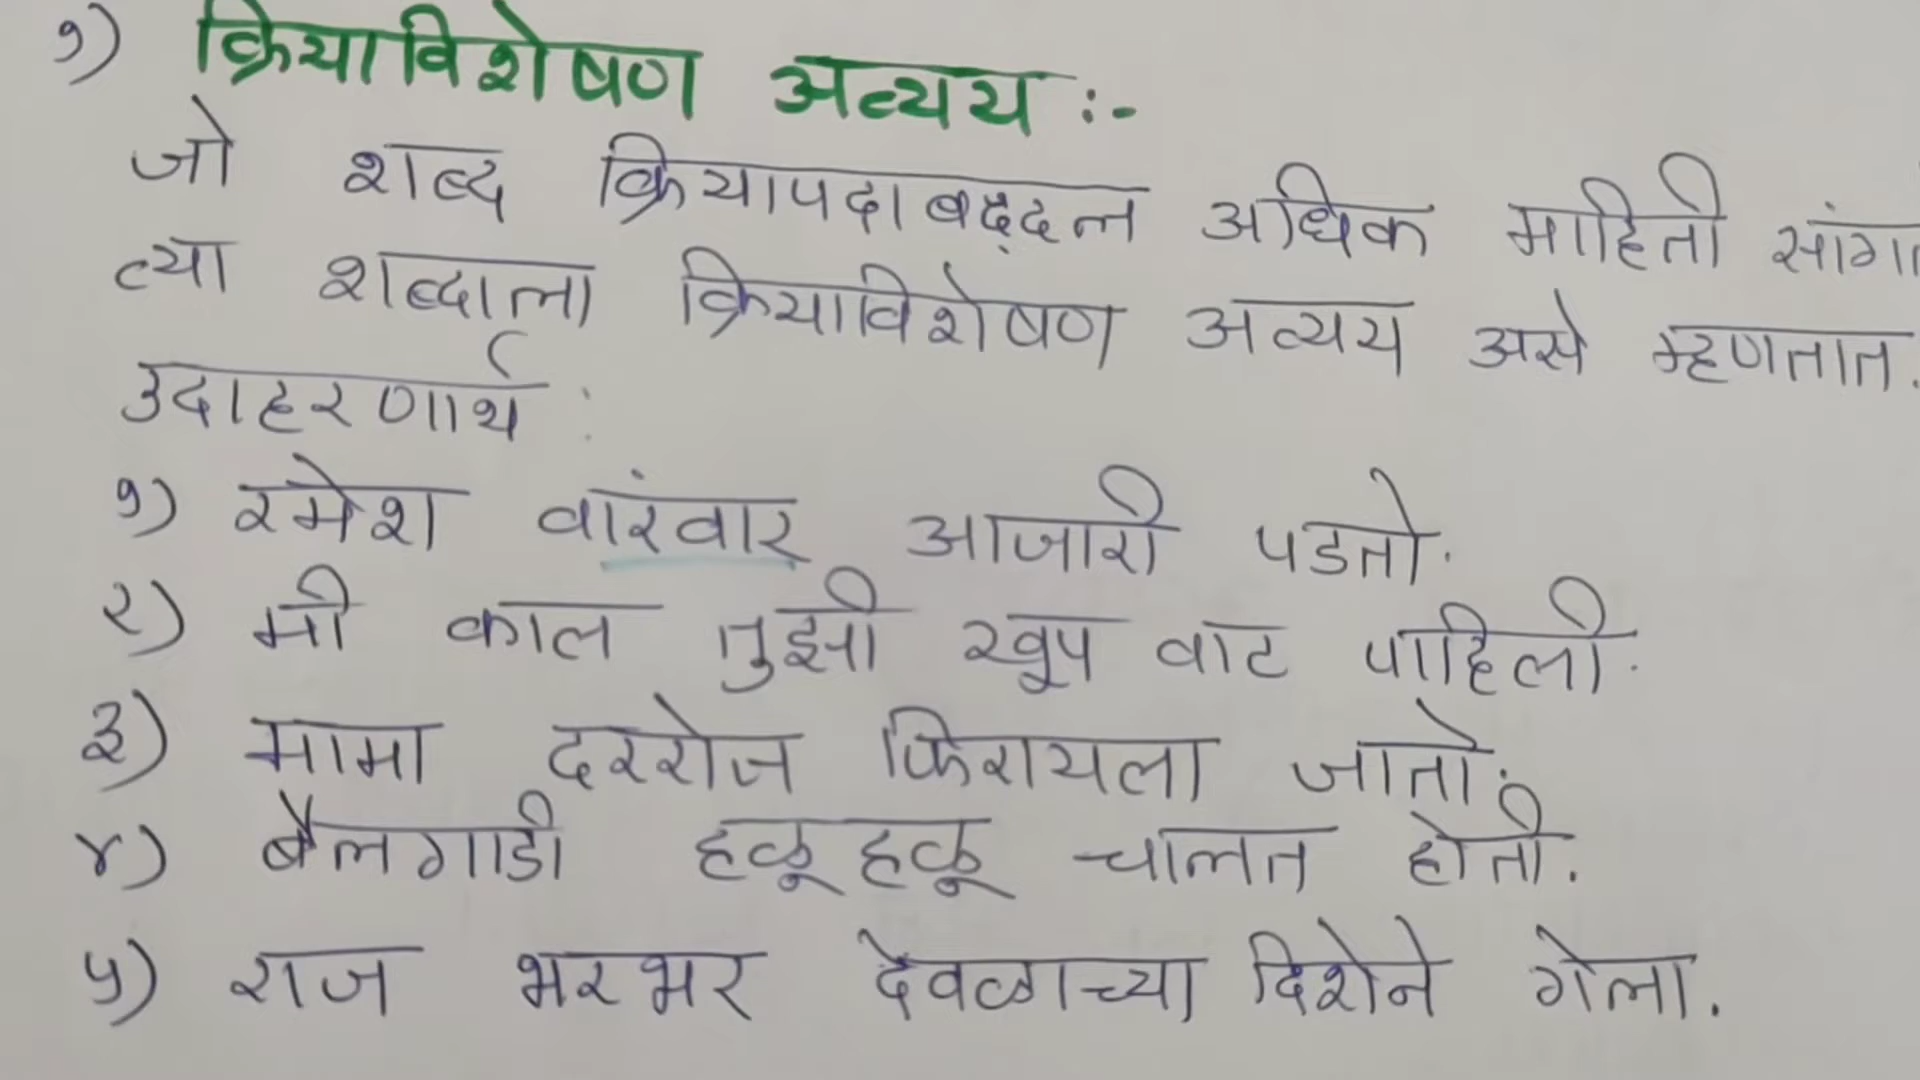 १) क्रियाविशेषण अव्यय :-
जो शब्द क्रियापदाबद्दल अधिक माहिती
त्या शब्दाला क्रियाविशेषण अव्यय असे म्हणतात.
उदाहरणार्थ :
१) रमेश वारंवार आजारी पडतो.
२) मी काल तुझी खूप वाट पाहिली.
३) मामा दररोज फिरायला जातो.
४) बैलगाडी हळूहळू चालत होती.
५) राज भरभर देवळाच्या दिशेने गेला.